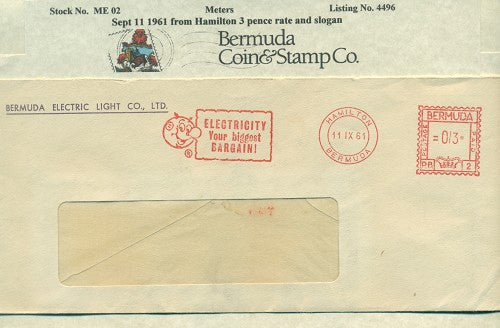 Stock No. ME 02 Meters Listing No. 4496
Sept 11 1961 from Hamilton 3 pence rate and slogan
Bermuda
Coin&Stamp Co.
BERMUDA ELECTRIC LIGHT CO., LTD.
ELECTRICITY
Your biggest
BARGAIN!
®
HAMILTON
11 IX 61
BERMUDA
BERMUDA
POSTAGE
= 0/3 =
PAID
P.B. 2